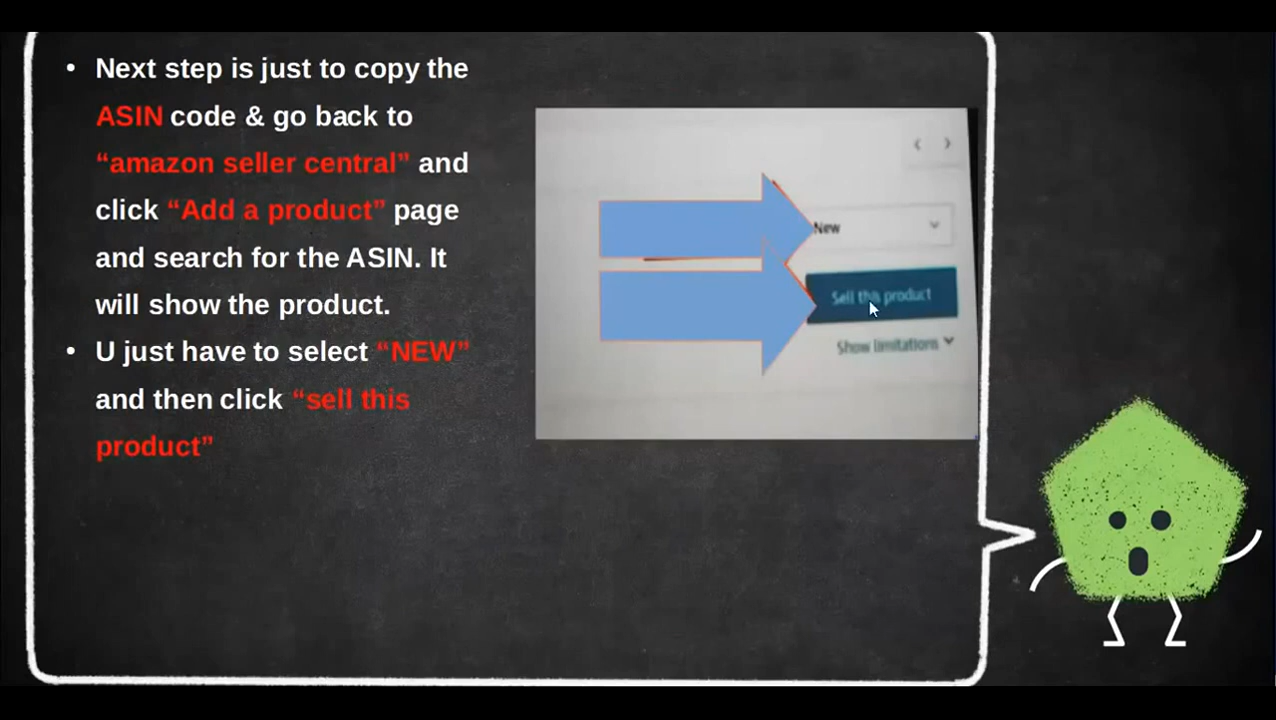 • Next step is just to copy the
ASIN code & go back to
“amazon seller central” and
click “Add a product” page
and search for the ASIN. It
will show the product.
• U just have to select “NEW”
and then click “sell this
product”
New
Sell this product
Show limitations